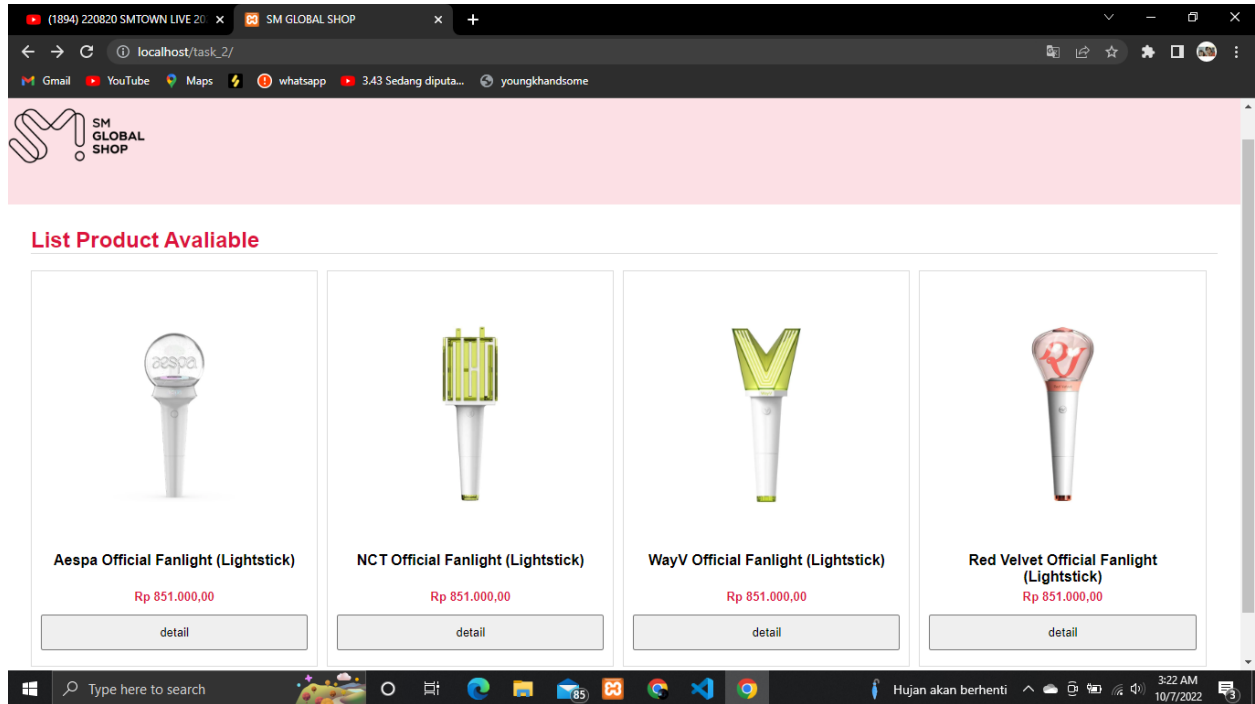 (1894) 220820 SMTOWN LIVE 20
SM GLOBAL SHOP
localhost/task_2/
Gmail YouTube Maps whatsapp 3.43 Sedang diputa... youngkhandsome
SM
GLOBAL
SHOP
List Product Avaliable
aespa
Aespa Official Fanlight (Lightstick)
Rp 851.000,00
detail
NCT Official Fanlight (Lightstick)
Rp 851.000,00
detail
WayV Official Fanlight (Lightstick)
Rp 851.000,00
detail
Red Velvet Official Fanlight
(Lightstick)
Rp 851.000,00
detail
Type here to search
85
Hujan akan berhenti
3:22 AM
10/7/2022
3